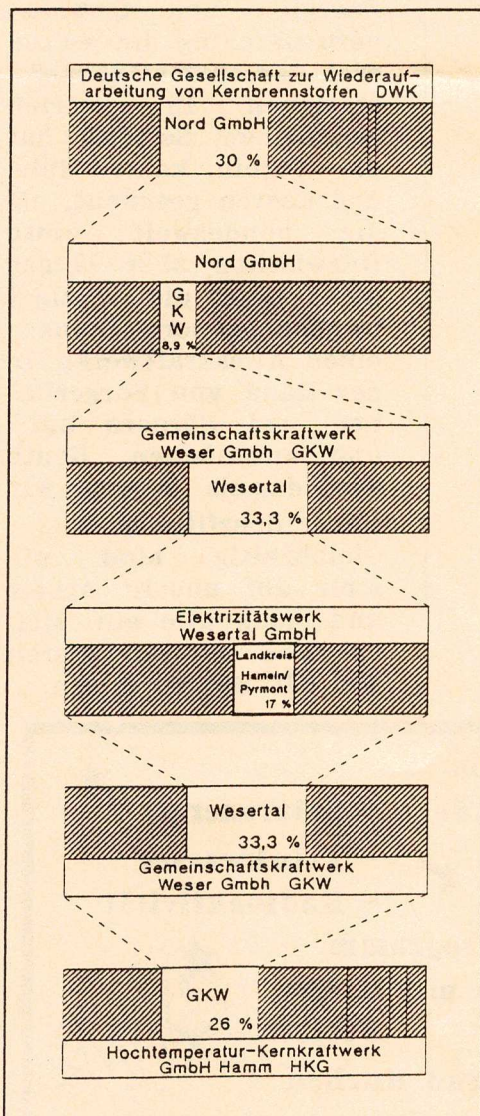 Deutsche Gesellschaft zur Wiederauf-
arbeitung von Kernbrennstoffen DWK
Nord GmbH
30 %
Nord GmbH
G
K
W
8,9 %
Gemeinschaftskraftwerk
Weser Gmbh GKW
Wesertal
33,3 %
Elektrizitätswerk
Wesertal GmbH
Landkreis
Hameln/
Pyrmont
17 %
Wesertal
33,3 %
Gemeinschaftskraftwerk
Weser Gmbh GKW
GKW
26 %
Hochtemperatur-Kernkraftwerk
GmbH Hamm HKG